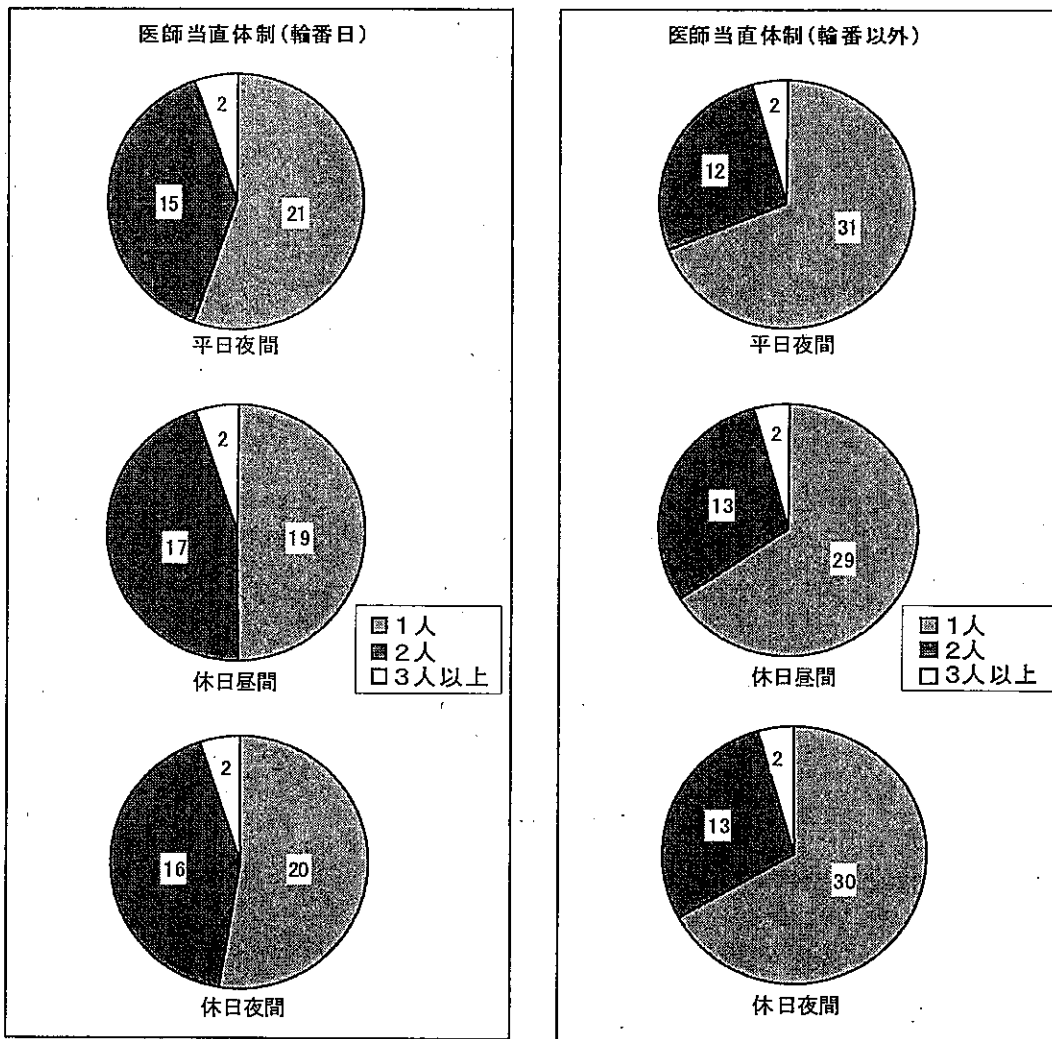 医師当直体制(輪番日)
2
15
21
平日夜間
2
17
19
休日昼間
1人
2人
3人以上
2
16
20
休日夜間
医師当直体制(輪番以外)
2
12
31
平日夜間
2
13
29
休日昼間
1人
2人
3人以上
2
13
30
休日夜間